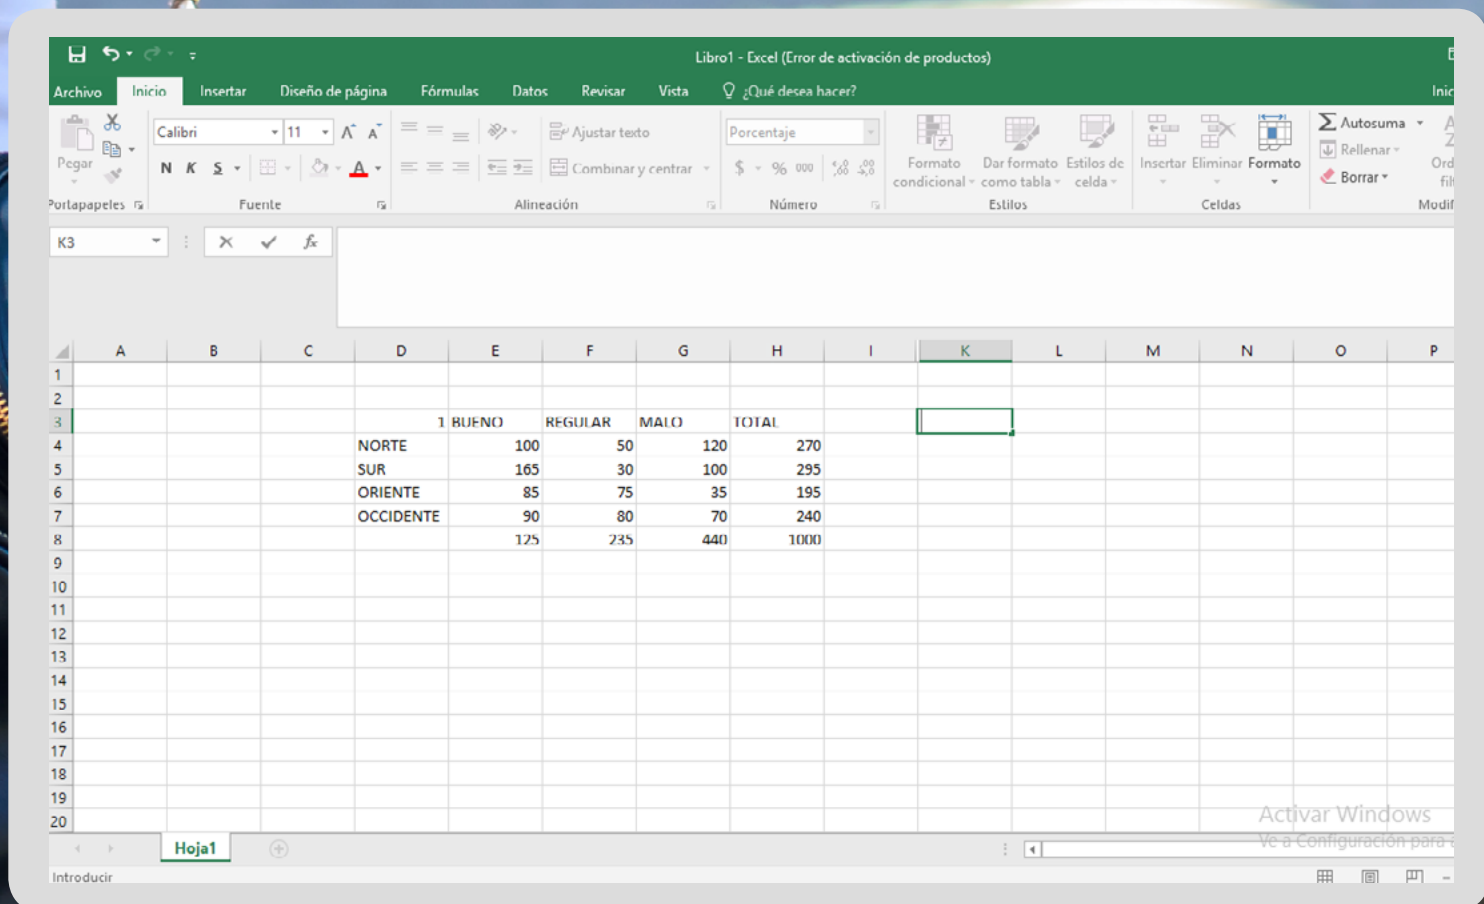 Libro1 - Excel (Error de activación de productos)
Archivo Inicio Insertar Diseño de página Fórmulas Datos Revisar Vista ¿Qué desea hacer?
Calibri 11 Ajustar texto Porcentaje
Pegar
N K S Combinar y centrar $ % 000
Formato condicional Dar formato como tabla Estilos de celda
Insertar Eliminar Formato
Autosuma
Rellenar
Borrar
Portapapeles Fuente Alineación Número Estilos Celdas
K3 fx
A B C D E F G H I K L M N O P
1
2
3 1 BUENO REGULAR MALO TOTAL
4 NORTE 100 50 120 270
5 SUR 165 30 100 295
6 ORIENTE 85 75 35 195
7 OCCIDENTE 90 80 70 240
8 125 235 440 1000
9
10
11
12
13
14
15
16
17
18
19
20
Activar Windows
Ve a Configuración para
Hoja1
Introducir